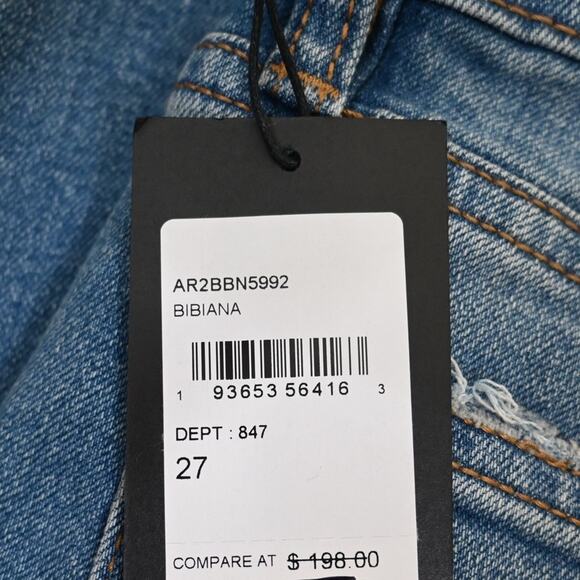 AR2BBN5992
BIBIANA
1 93653 56416 3
DEPT : 847
27
COMPARE AT $ 198.00